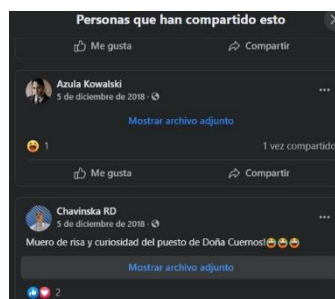 Personas que han compartido esto
Me gusta Compartir
Azula Kowalski
5 de diciembre de 2018 ·
Mostrar archivo adjunto
1 1 vez compartido
Me gusta Compartir
Chavinska RD
5 de diciembre de 2018 ·
Muero de risa y curiosidad del puesto de Doña Cuernos!
Mostrar archivo adjunto
2